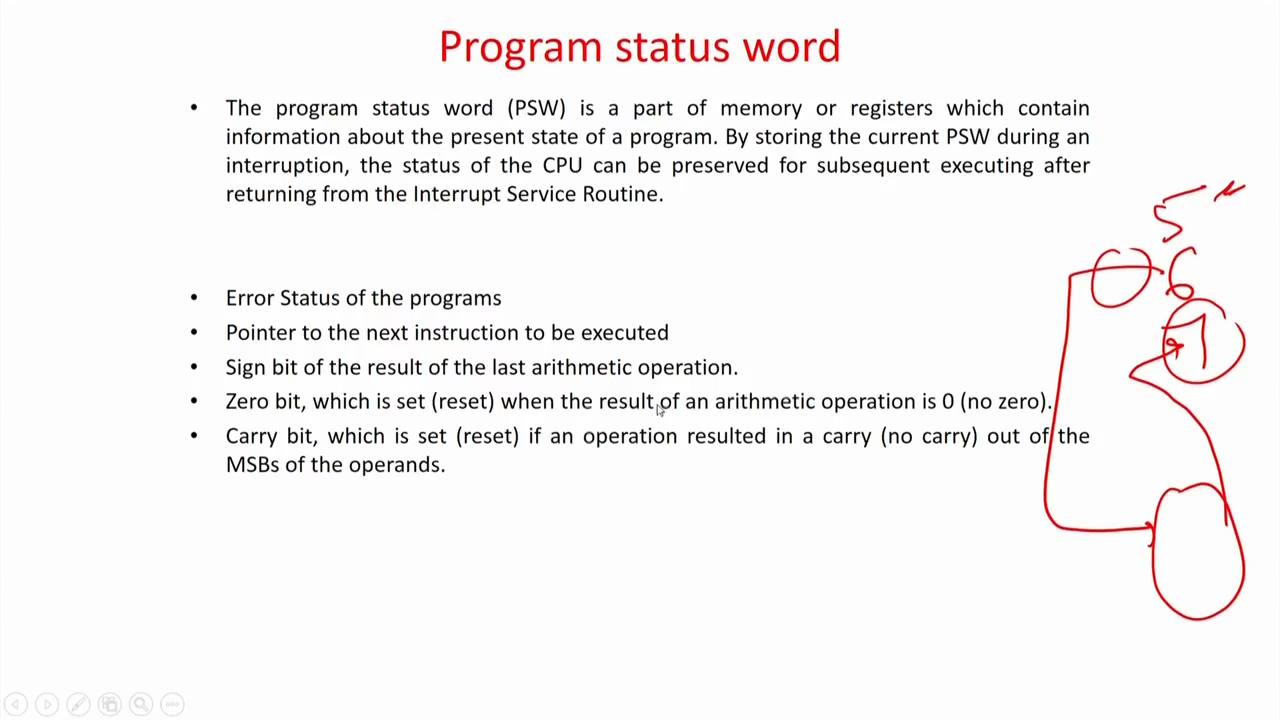 Program status word
• The program status word (PSW) is a part of memory or registers which contain
information about the present state of a program. By storing the current PSW during an
interruption, the status of the CPU can be preserved for subsequent executing after
returning from the Interrupt Service Routine.
5
6
7
• Error Status of the programs
• Pointer to the next instruction to be executed
• Sign bit of the result of the last arithmetic operation.
• Zero bit, which is set (reset) when the result of an arithmetic operation is 0 (no zero).
• Carry bit, which is set (reset) if an operation resulted in a carry (no carry) out of the
MSBs of the operands.